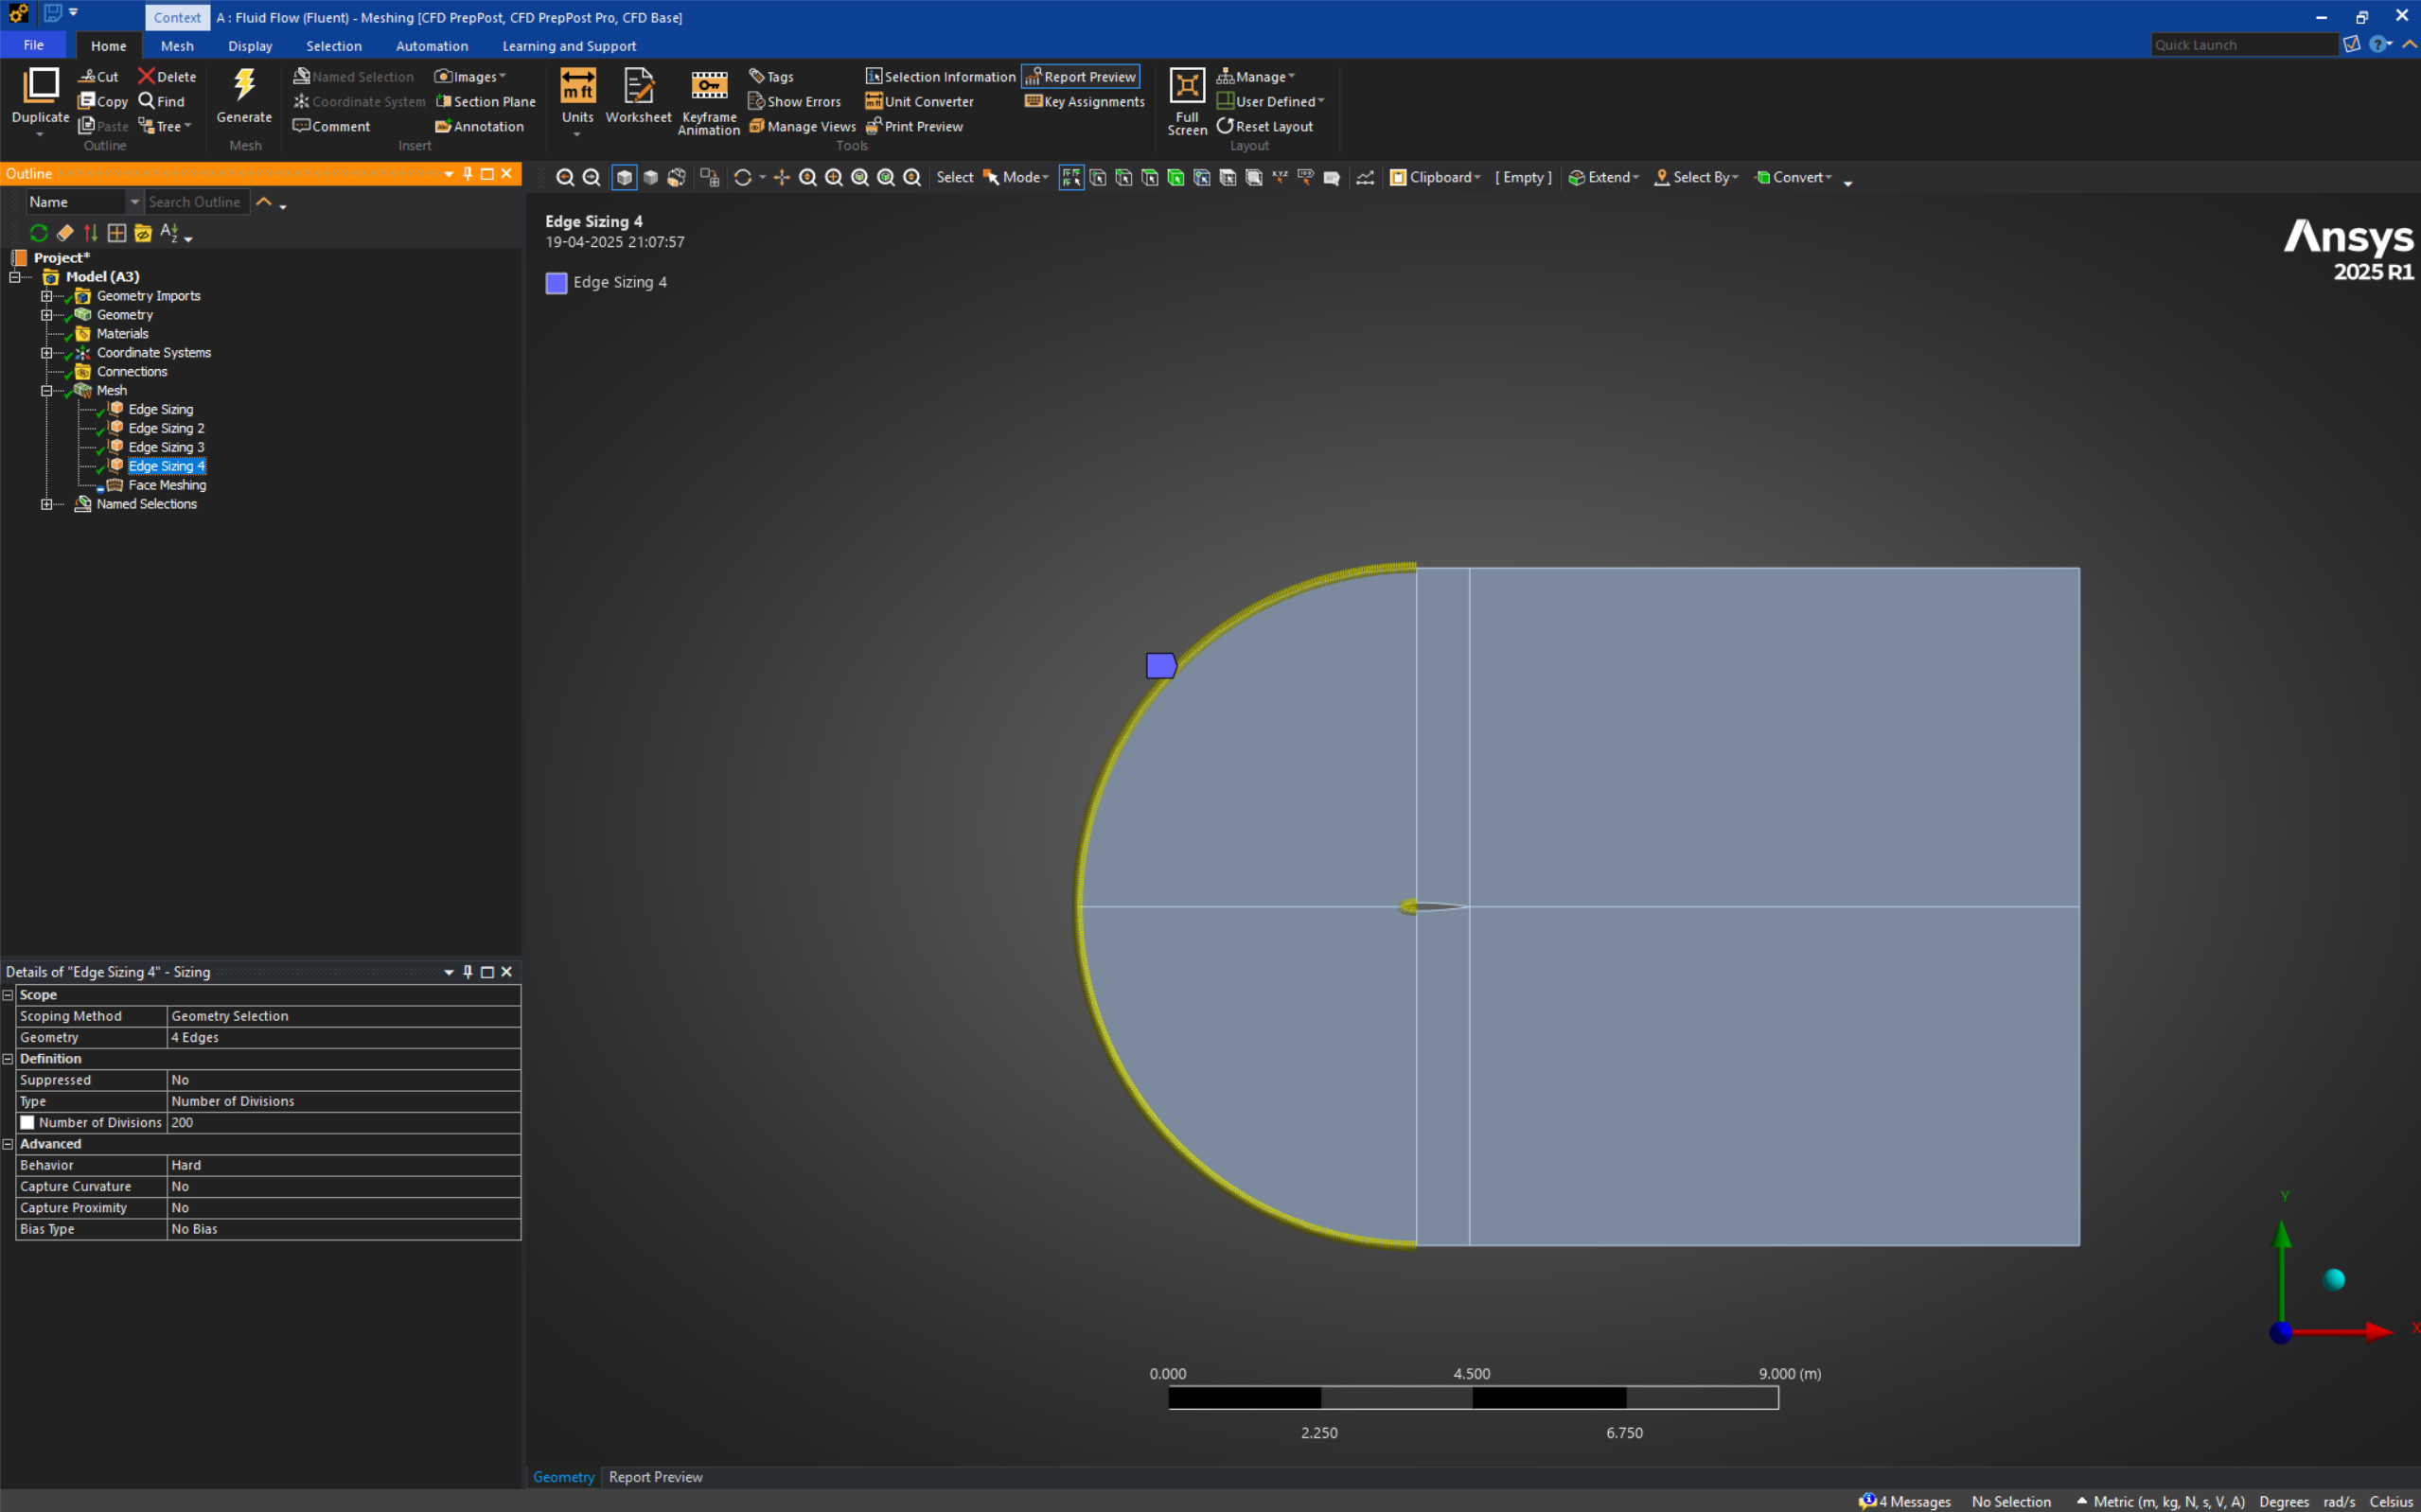 Context A : Fluid Flow (Fluent) - Meshing [CFD PrepPost, CFD PrepPost Pro, CFD Base]
File Home Mesh Display Selection Automation Learning and Support Quick Launch
Duplicate
Cut
Copy
Paste
Delete
Find
Tree
Outline
Generate
Mesh
Named Selection
Coordinate System
Comment
Images
Section Plane
Annotation
Insert
m ft
Units
Worksheet
Keyframe
Animation
Tags
Show Errors
Manage Views
Selection Information
Unit Converter
Print Preview
Report Preview
Key Assignments
Tools
Full
Screen
Manage
User Defined
Reset Layout
Layout
Outline
Name Search Outline
Select Mode Clipboard [ Empty ] Extend Select By Convert
Project*
Model (A3)
Geometry Imports
Geometry
Materials
Coordinate Systems
Connections
Mesh
Edge Sizing
Edge Sizing 2
Edge Sizing 3
Edge Sizing 4
Face Meshing
Named Selections
Edge Sizing 4
19-04-2025 21:07:57
Edge Sizing 4
Ansys
2025 R1
Details of "Edge Sizing 4" - Sizing
Scope
Scoping Method Geometry Selection
Geometry 4 Edges
Definition
Suppressed No
Type Number of Divisions
Number of Divisions 200
Advanced
Behavior Hard
Capture Curvature No
Capture Proximity No
Bias Type No Bias
Y
X
0.000 4.500 9.000 (m)
2.250 6.750
Geometry Report Preview
4 Messages No Selection Metric (m, kg, N, s, V, A) Degrees rad/s Celsius